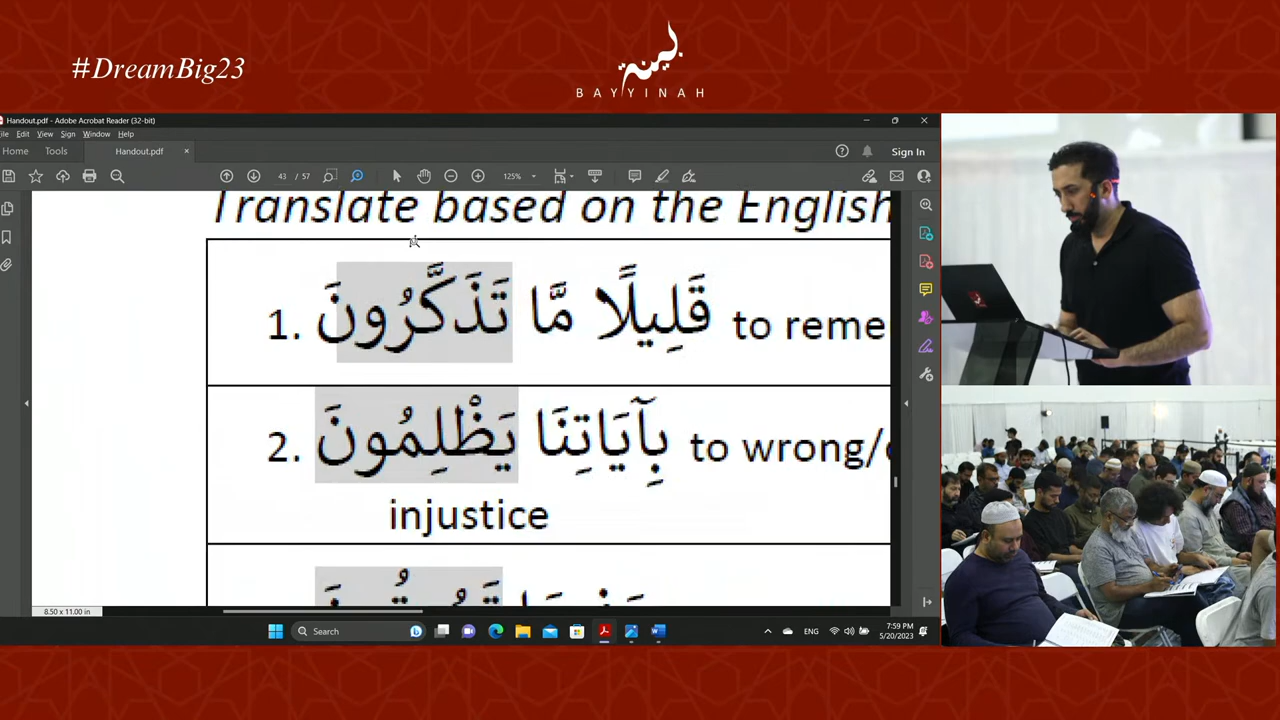 #DreamBig23
بينة
BAYYINAH
Handout.pdf - Adobe Acrobat Reader (32-bit)
ile Edit View Sign Window Help
Home Tools Handout.pdf × Sign In
43 / 57 125%
Translate based on the English
1. قَلِيلًا مَّا تَذَكَّرُونَ to reme
2. بِآيَاتِنَا يَظْلِمُونَ to wrong/
injustice
8.50 x 11.00 in
Search
ENG
7:59 PM
5/20/2023